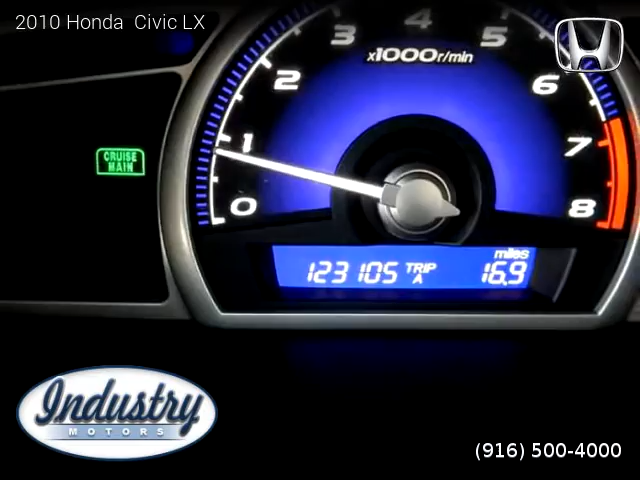 2010 Honda Civic LX
3 4 5
x1000r/min
2 6
CRUISE
MAIN
1 7
0 8
miles
123105 TRIP A 16.9
Industry
MOTORS
(916) 500-4000